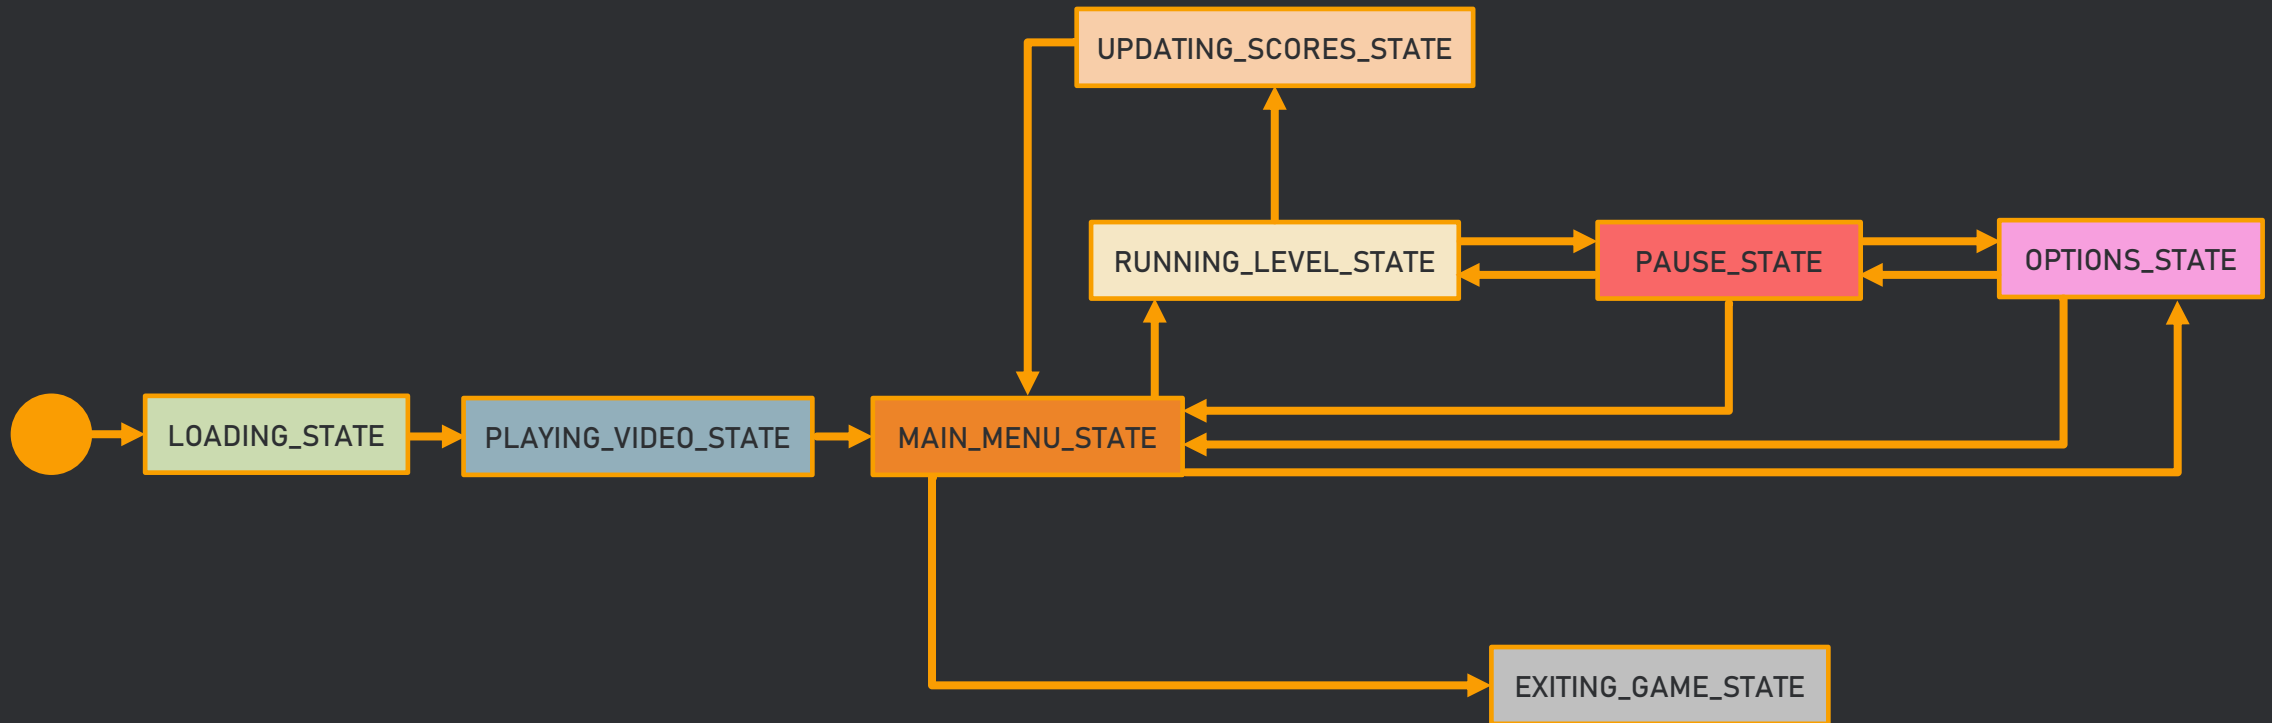 UPDATING_SCORES_STATE
RUNNING_LEVEL_STATE
PAUSE_STATE
OPTIONS_STATE
LOADING_STATE
PLAYING_VIDEO_STATE
MAIN_MENU_STATE
EXITING_GAME_STATE